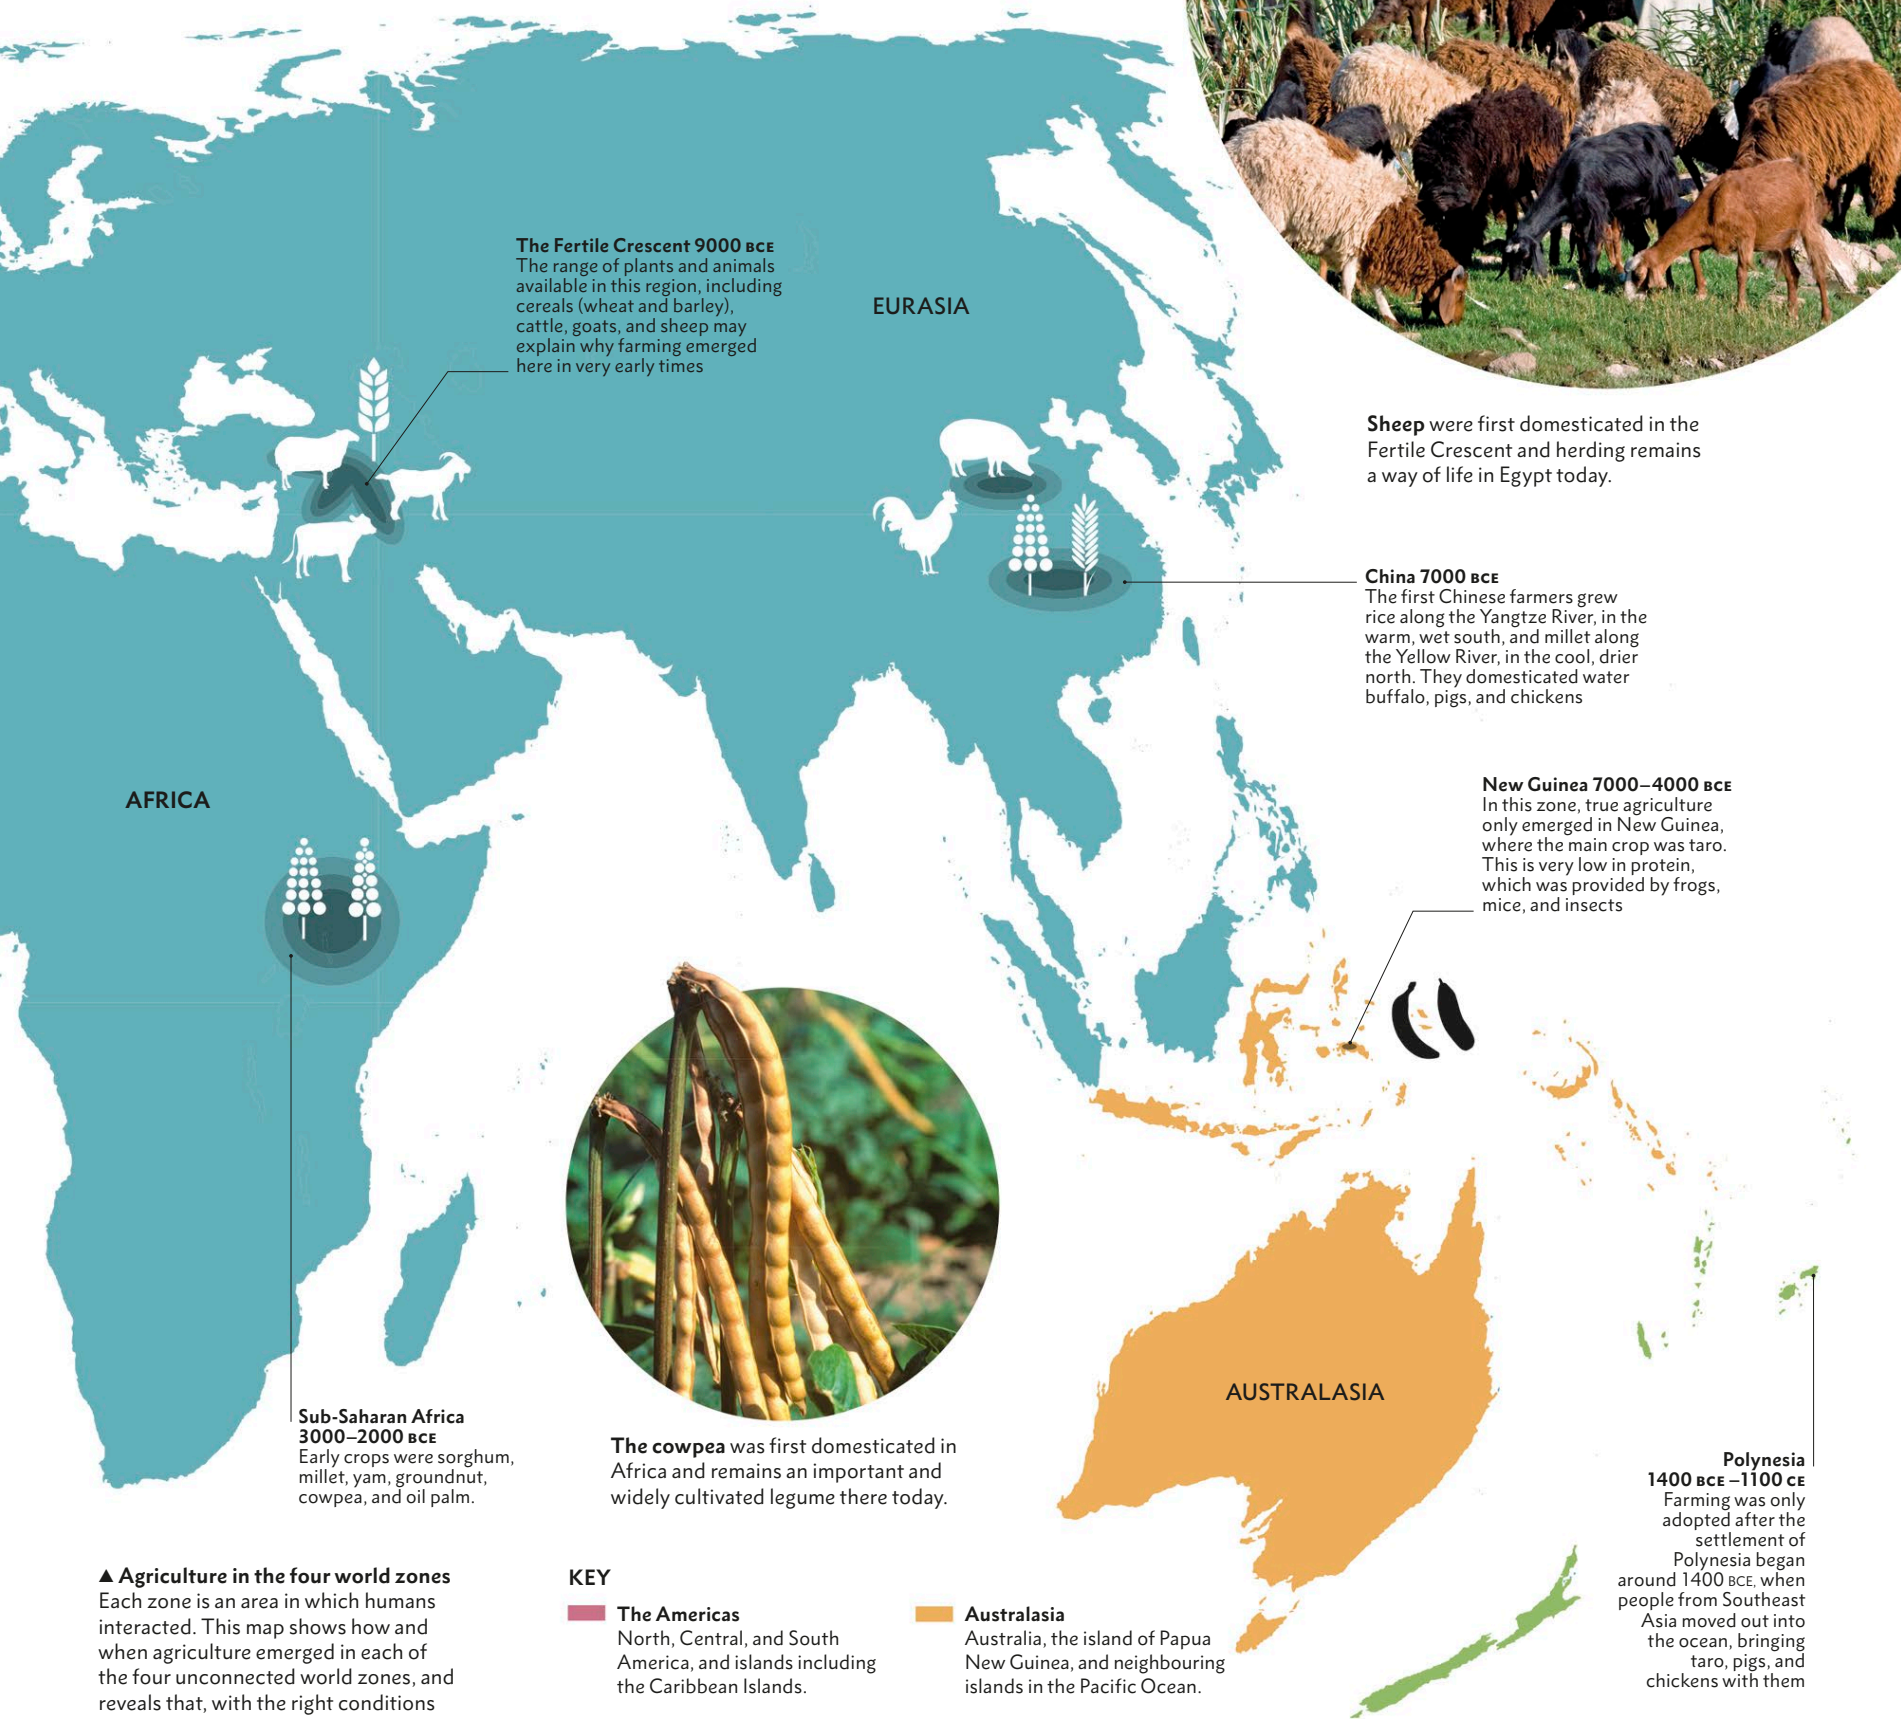 The Fertile Crescent 9000 BCE
The range of plants and animals
available in this region, including
cereals (wheat and barley),
cattle, goats, and sheep may
explain why farming emerged
here in very early times
EURASIA
Sheep were first domesticated in the
Fertile Crescent and herding remains
a way of life in Egypt today.
China 7000 BCE
The first Chinese farmers grew
rice along the Yangtze River, in the
warm, wet south, and millet along
the Yellow River, in the cool, drier
north. They domesticated water
buffalo, pigs, and chickens
AFRICA
New Guinea 7000–4000 BCE
In this zone, true agriculture
only emerged in New Guinea,
where the main crop was taro.
This is very low in protein,
which was provided by frogs,
mice, and insects
AUSTRALASIA
Sub-Saharan Africa
3000–2000 BCE
Early crops were sorghum,
millet, yam, groundnut,
cowpea, and oil palm.
The cowpea was first domesticated in
Africa and remains an important and
widely cultivated legume there today.
Polynesia
1400 BCE –1100 CE
Farming was only
adopted after the
settlement of
Polynesia began
around 1400 BCE, when
people from Southeast
Asia moved out into
the ocean, bringing
taro, pigs, and
chickens with them
▲ Agriculture in the four world zones
Each zone is an area in which humans
interacted. This map shows how and
when agriculture emerged in each of
the four unconnected world zones, and
reveals that, with the right conditions
KEY
The Americas
North, Central, and South
America, and islands including
the Caribbean Islands.
Australasia
Australia, the island of Papua
New Guinea, and neighbouring
islands in the Pacific Ocean.